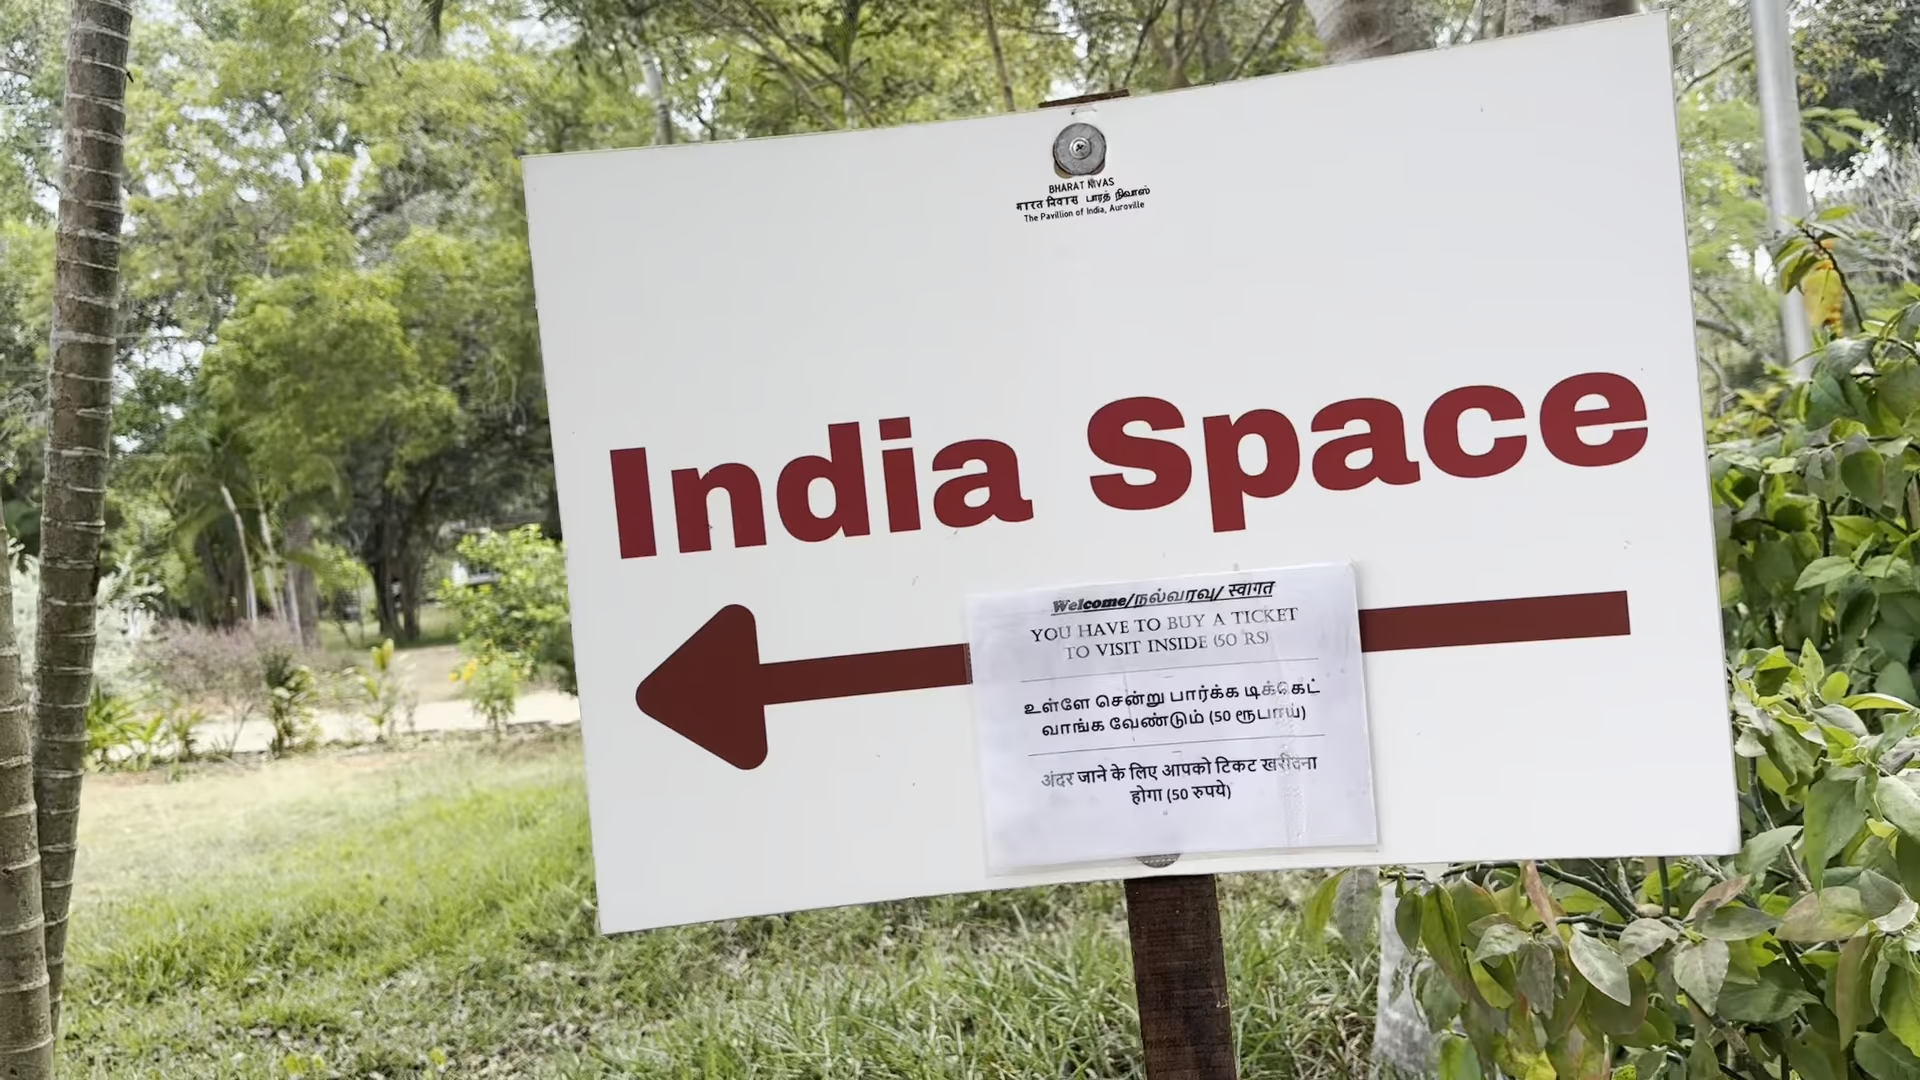 BHARAT NIVAS
भारत निवास பாரத் நிவாஸ்
The Pavillion of India, Auroville
India Space
Welcome/நல்வரவு/ स्वागत
YOU HAVE TO BUY A TICKET
TO VISIT INSIDE (50 RS)
உள்ளே சென்று பார்க்க டிக்கெட்
வாங்க வேண்டும் (50 ரூபாய்)
अंदर जाने के लिए आपको टिकट खरीदना
होगा (50 रुपये)